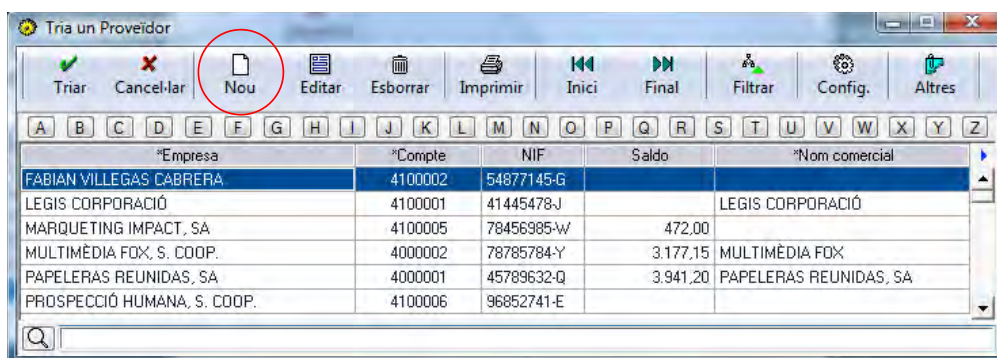 Tria un Proveïdor
Triar Cancel·lar Nou Editar Esborrar Imprimir Inici Final Filtrar Config. Altres
A B C D E F G H I J K L M N O P Q R S T U V W X Y Z
*Empresa *Compte NIF Saldo *Nom comercial
FABIAN VILLEGAS CABRERA 4100002 54877145-G
LEGIS CORPORACIÓ 4100001 41445478-J LEGIS CORPORACIÓ
MARQUETING IMPACT, SA 4100005 78456985-W 472,00
MULTIMÈDIA FOX, S. COOP. 4000002 78785784-Y 3.177,15 MULTIMÈDIA FOX
PAPELERAS REUNIDAS, SA 4000001 45789632-Q 3.941,20 PAPELERAS REUNIDAS, SA
PROSPECCIÓ HUMANA, S. COOP. 4100006 96852741-E